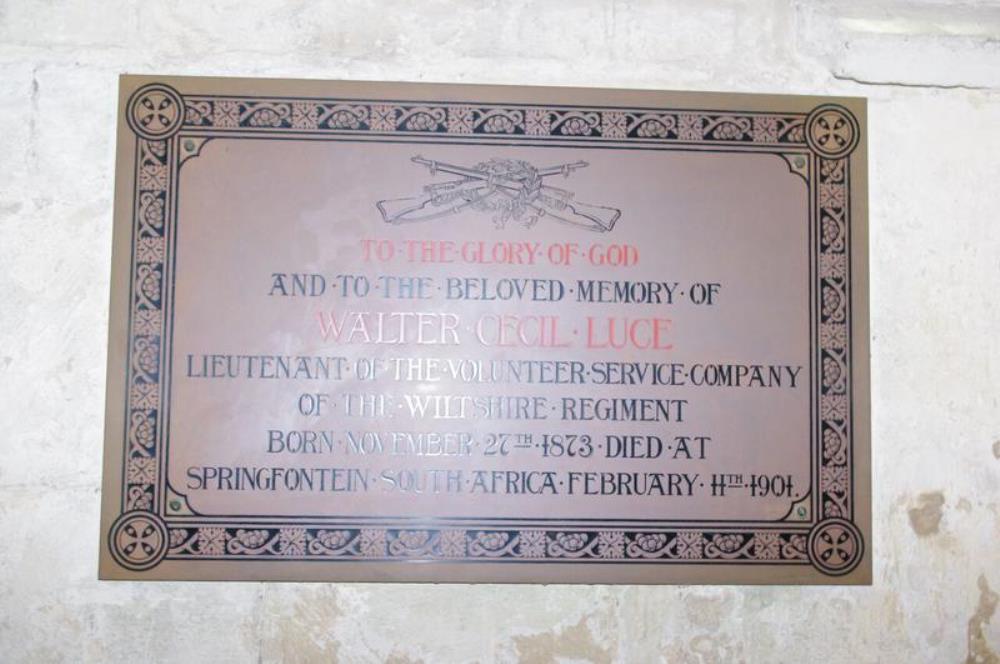 TO·THE·GLORY·OF·GOD
AND·TO·THE·BELOVED·MEMORY·OF
WALTER·CECIL·LUCE
LIEUTENANT·OF·THE·VOLUNTEER·SERVICE·COMPANY
OF·THE·WILTSHIRE·REGIMENT
BORN·NOVEMBER·27TH·1873·DIED·AT
SPRINGFONTEIN·SOUTH·AFRICA·FEBRUARY·11TH·1901.